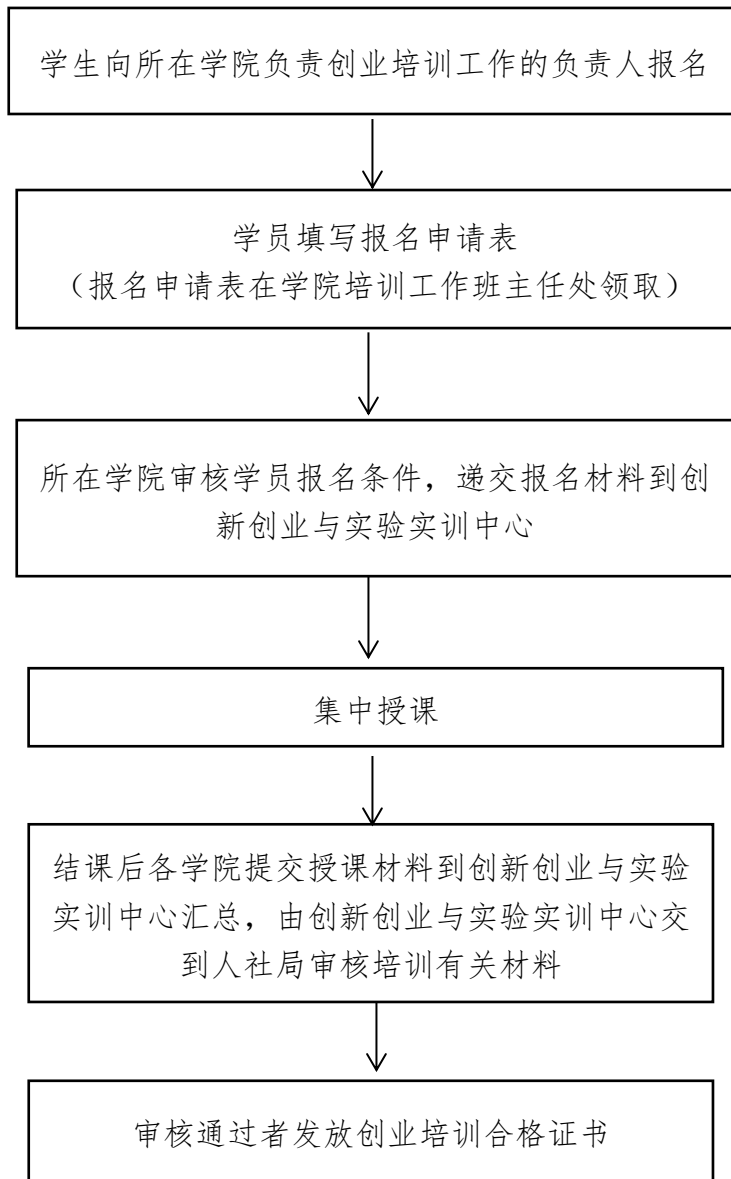 学生向所在学院负责创业培训工作的负责人报名
学员填写报名申请表
（报名申请表在学院培训工作班主任处领取）
所在学院审核学员报名条件，递交报名材料到创
新创业与实验实训中心
集中授课
结课后各学院提交授课材料到创新创业与实验
实训中心汇总，由创新创业与实验实训中心交
到人社局审核培训有关材料
审核通过者发放创业培训合格证书